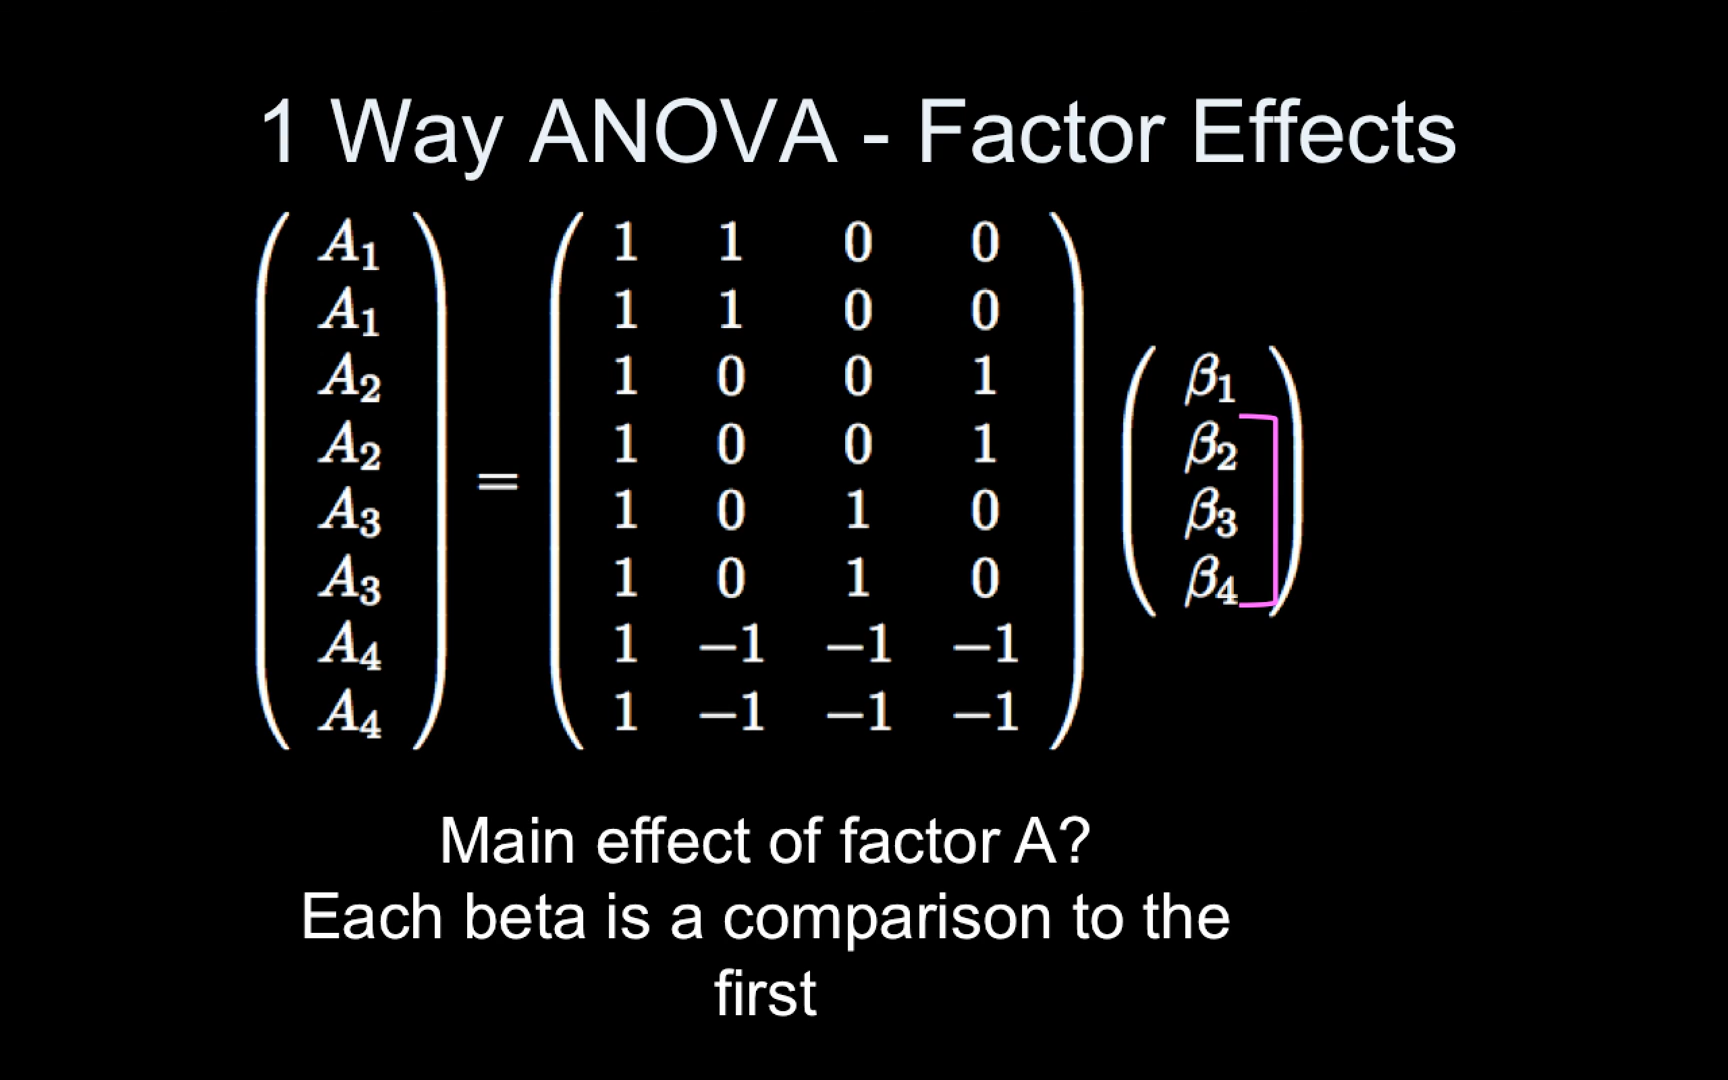 1 Way ANOVA - Factor Effects
A₁ 1 1 0 0
A₁ 1 1 0 0
A₂ 1 0 0 1 β₁
A₂ 1 0 0 1 β₂
= 
A₃ 1 0 1 0 β₃
A₃ 1 0 1 0 β₄
A₄ 1 −1 −1 −1
A₄ 1 −1 −1 −1
Main effect of factor A?
Each beta is a comparison to the
first